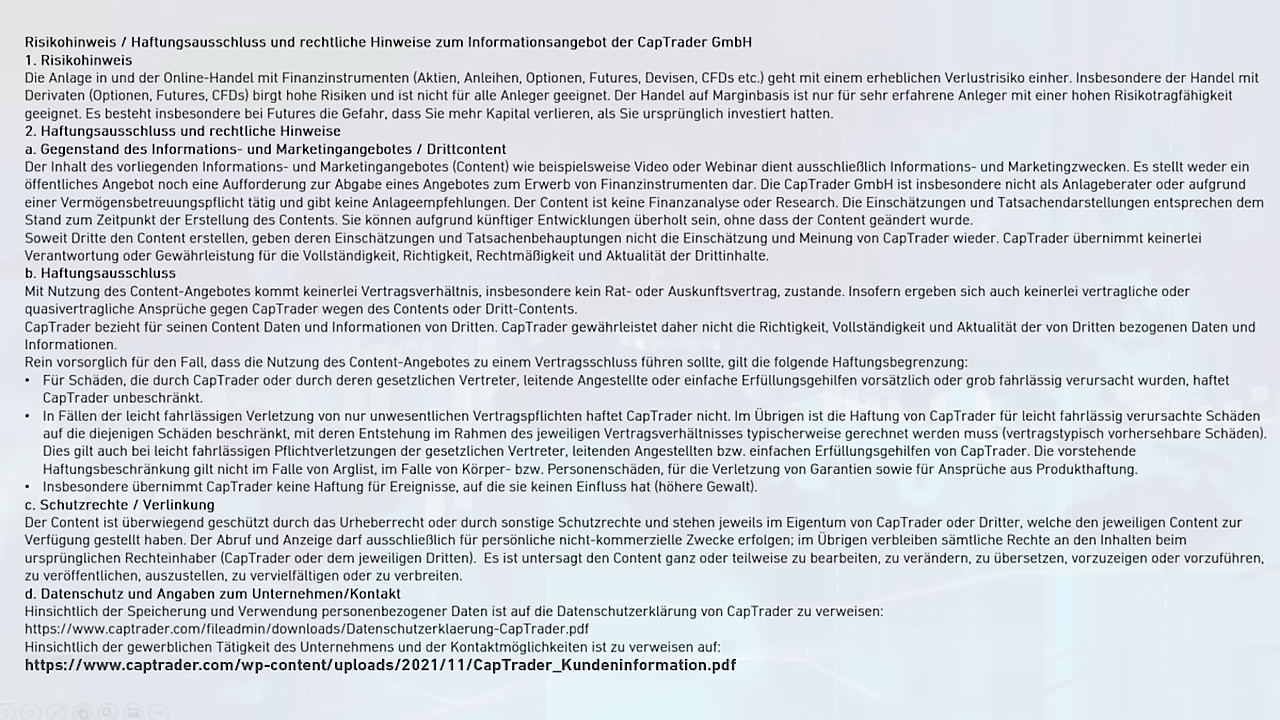 Risikohinweis / Haftungsausschluss und rechtliche Hinweise zum Informationsangebot der CapTrader GmbH
1. Risikohinweis
Die Anlage in und der Online-Handel mit Finanzinstrumenten (Aktien, Anleihen, Optionen, Futures, Devisen, CFDs etc.) geht mit einem erheblichen Verlustrisiko einher. Insbesondere der Handel mit
Derivaten (Optionen, Futures, CFDs) birgt hohe Risiken und ist nicht für alle Anleger geeignet. Der Handel auf Marginbasis ist nur für sehr erfahrene Anleger mit einer hohen Risikotragfähigkeit
geeignet. Es besteht insbesondere bei Futures die Gefahr, dass Sie mehr Kapital verlieren, als Sie ursprünglich investiert hatten.
2. Haftungsausschluss und rechtliche Hinweise
a. Gegenstand des Informations- und Marketingangebotes / Drittcontent
Der Inhalt des vorliegenden Informations- und Marketingangebotes (Content) wie beispielsweise Video oder Webinar dient ausschließlich Informations- und Marketingzwecken. Es stellt weder ein
öffentliches Angebot noch eine Aufforderung zur Abgabe eines Angebotes zum Erwerb von Finanzinstrumenten dar. Die CapTrader GmbH ist insbesondere nicht als Anlageberater oder aufgrund
einer Vermögensbetreuungspflicht tätig und gibt keine Anlageempfehlungen. Der Content ist keine Finanzanalyse oder Research. Die Einschätzungen und Tatsachendarstellungen entsprechen dem
Stand zum Zeitpunkt der Erstellung des Contents. Sie können aufgrund künftiger Entwicklungen überholt sein, ohne dass der Content geändert wurde.
Soweit Dritte den Content erstellen, geben deren Einschätzungen und Tatsachenbehauptungen nicht die Einschätzung und Meinung von CapTrader wieder. CapTrader übernimmt keinerlei
Verantwortung oder Gewährleistung für die Vollständigkeit, Richtigkeit, Rechtmäßigkeit und Aktualität der Drittinhalte.
b. Haftungsausschluss
Mit Nutzung des Content-Angebotes kommt keinerlei Vertragsverhältnis, insbesondere kein Rat- oder Auskunftsvertrag, zustande. Insofern ergeben sich auch keinerlei vertragliche oder
quasivertragliche Ansprüche gegen CapTrader wegen des Contents oder Dritt-Contents.
CapTrader bezieht für seinen Content Daten und Informationen von Dritten. CapTrader gewährleistet daher nicht die Richtigkeit, Vollständigkeit und Aktualität der von Dritten bezogenen Daten und
Informationen.
Rein vorsorglich für den Fall, dass die Nutzung des Content-Angebotes zu einem Vertragsschluss führen sollte, gilt die folgende Haftungsbegrenzung:
• Für Schäden, die durch CapTrader oder durch deren gesetzlichen Vertreter, leitende Angestellte oder einfache Erfüllungsgehilfen vorsätzlich oder grob fahrlässig verursacht wurden, haftet
CapTrader unbeschränkt.
• In Fällen der leicht fahrlässigen Verletzung von nur unwesentlichen Vertragspflichten haftet CapTrader nicht. Im Übrigen ist die Haftung von CapTrader für leicht fahrlässig verursachte Schäden
auf die diejenigen Schäden beschränkt, mit deren Entstehung im Rahmen des jeweiligen Vertragsverhältnisses typischerweise gerechnet werden muss (vertragstypisch vorhersehbare Schäden).
Dies gilt auch bei leicht fahrlässigen Pflichtverletzungen der gesetzlichen Vertreter, leitenden Angestellten bzw. einfachen Erfüllungsgehilfen von CapTrader. Die vorstehende
Haftungsbeschränkung gilt nicht im Falle von Arglist, im Falle von Körper- bzw. Personenschäden, für die Verletzung von Garantien sowie für Ansprüche aus Produkthaftung.
• Insbesondere übernimmt CapTrader keine Haftung für Ereignisse, auf die sie keinen Einfluss hat (höhere Gewalt).
c. Schutzrechte / Verlinkung
Der Content ist überwiegend geschützt durch das Urheberrecht oder durch sonstige Schutzrechte und stehen jeweils im Eigentum von CapTrader oder Dritter, welche den jeweiligen Content zur
Verfügung gestellt haben. Der Abruf und Anzeige darf ausschließlich für persönliche nicht-kommerzielle Zwecke erfolgen; im Übrigen verbleiben sämtliche Rechte an den Inhalten beim
ursprünglichen Rechteinhaber (CapTrader oder dem jeweiligen Dritten). Es ist untersagt den Content ganz oder teilweise zu bearbeiten, zu verändern, zu übersetzen, vorzuzeigen oder vorzuführen,
zu veröffentlichen, auszustellen, zu vervielfältigen oder zu verbreiten.
d. Datenschutz und Angaben zum Unternehmen/Kontakt
Hinsichtlich der Speicherung und Verwendung personenbezogener Daten ist auf die Datenschutzerklärung von CapTrader zu verweisen:
https://www.captrader.com/fileadmin/downloads/Datenschutzerklaerung-CapTrader.pdf
Hinsichtlich der gewerblichen Tätigkeit des Unternehmens und der Kontaktmöglichkeiten ist zu verweisen auf:
https://www.captrader.com/wp-content/uploads/2021/11/CapTrader_Kundeninformation.pdf